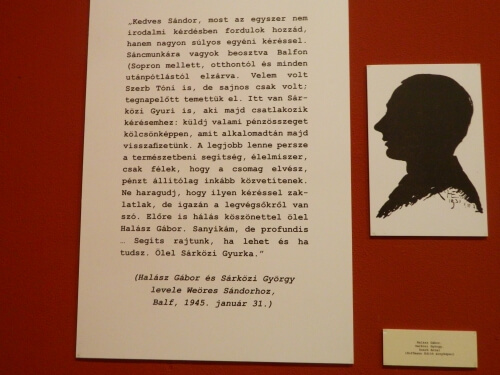 „Kedves Sándor, most az egyszer nem
irodalmi kérdésben fordulok hozzád,
hanem nagyon súlyos egyéni kéréssel.
Sáncmunkára vagyok beosztva Balfon
(Sopron mellett, otthontól és minden
utánpótlástól elzárva. Velem volt
Szerb Tóni is, de sajnos csak volt;
tegnapelőtt temettük el. Itt van Sár-
közi Gyuri is, aki majd csatlakozik
kérésemhez: küldj valami pénzösszeget
kölcsönképpen, amit alkalomadtán majd
visszafizetünk. A legjobb lenne persze
a természetbeni segítség, élelmiszer,
csak félek, hogy a csomag elvész,
pénzt állítólag inkább közvetítenek.
Ne haragudj, hogy ilyen kéréssel zak-
latlak, de igazán a legvégsőkről van
szó. Előre is hálás köszönettel ölel
Halász Gábor. Sanyikám, de profundis
… Segíts rajtunk, ha lehet és ha
tudsz. Ölel Sárközi Gyurka.”
(Halász Gábor és Sárközi György
levele Weöres Sándorhoz,
Balf, 1945. január 31.)
1931
Halász Gábor